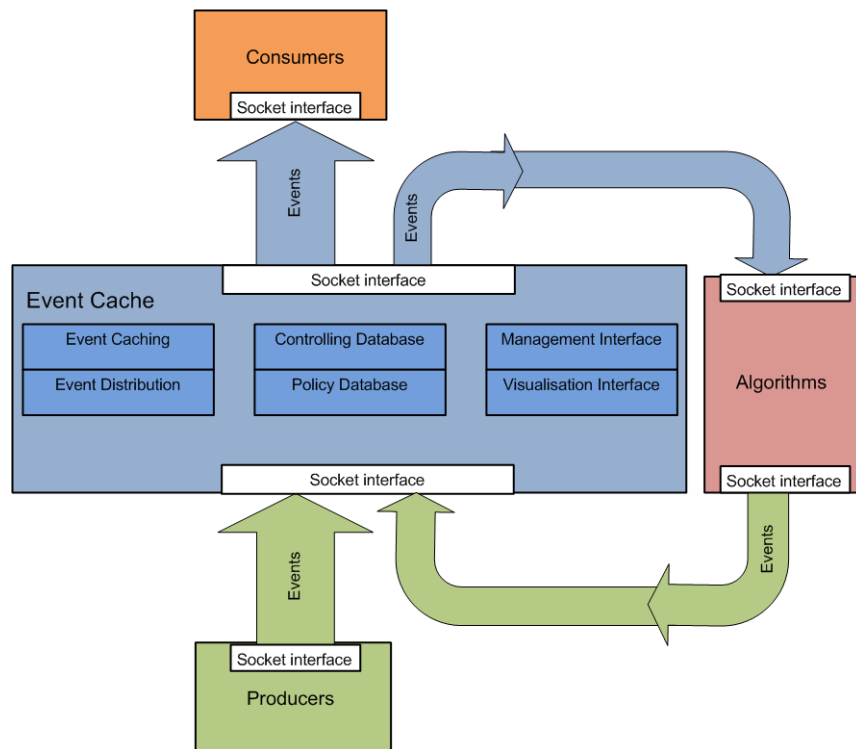 Consumers
Socket interface
Events
Events
Socket interface
Socket interface
Event Cache
Event Caching
Controlling Database
Management Interface
Event Distribution
Policy Database
Visualisation Interface
Algorithms
Socket interface
Socket interface
Events
Events
Socket interface
Producers